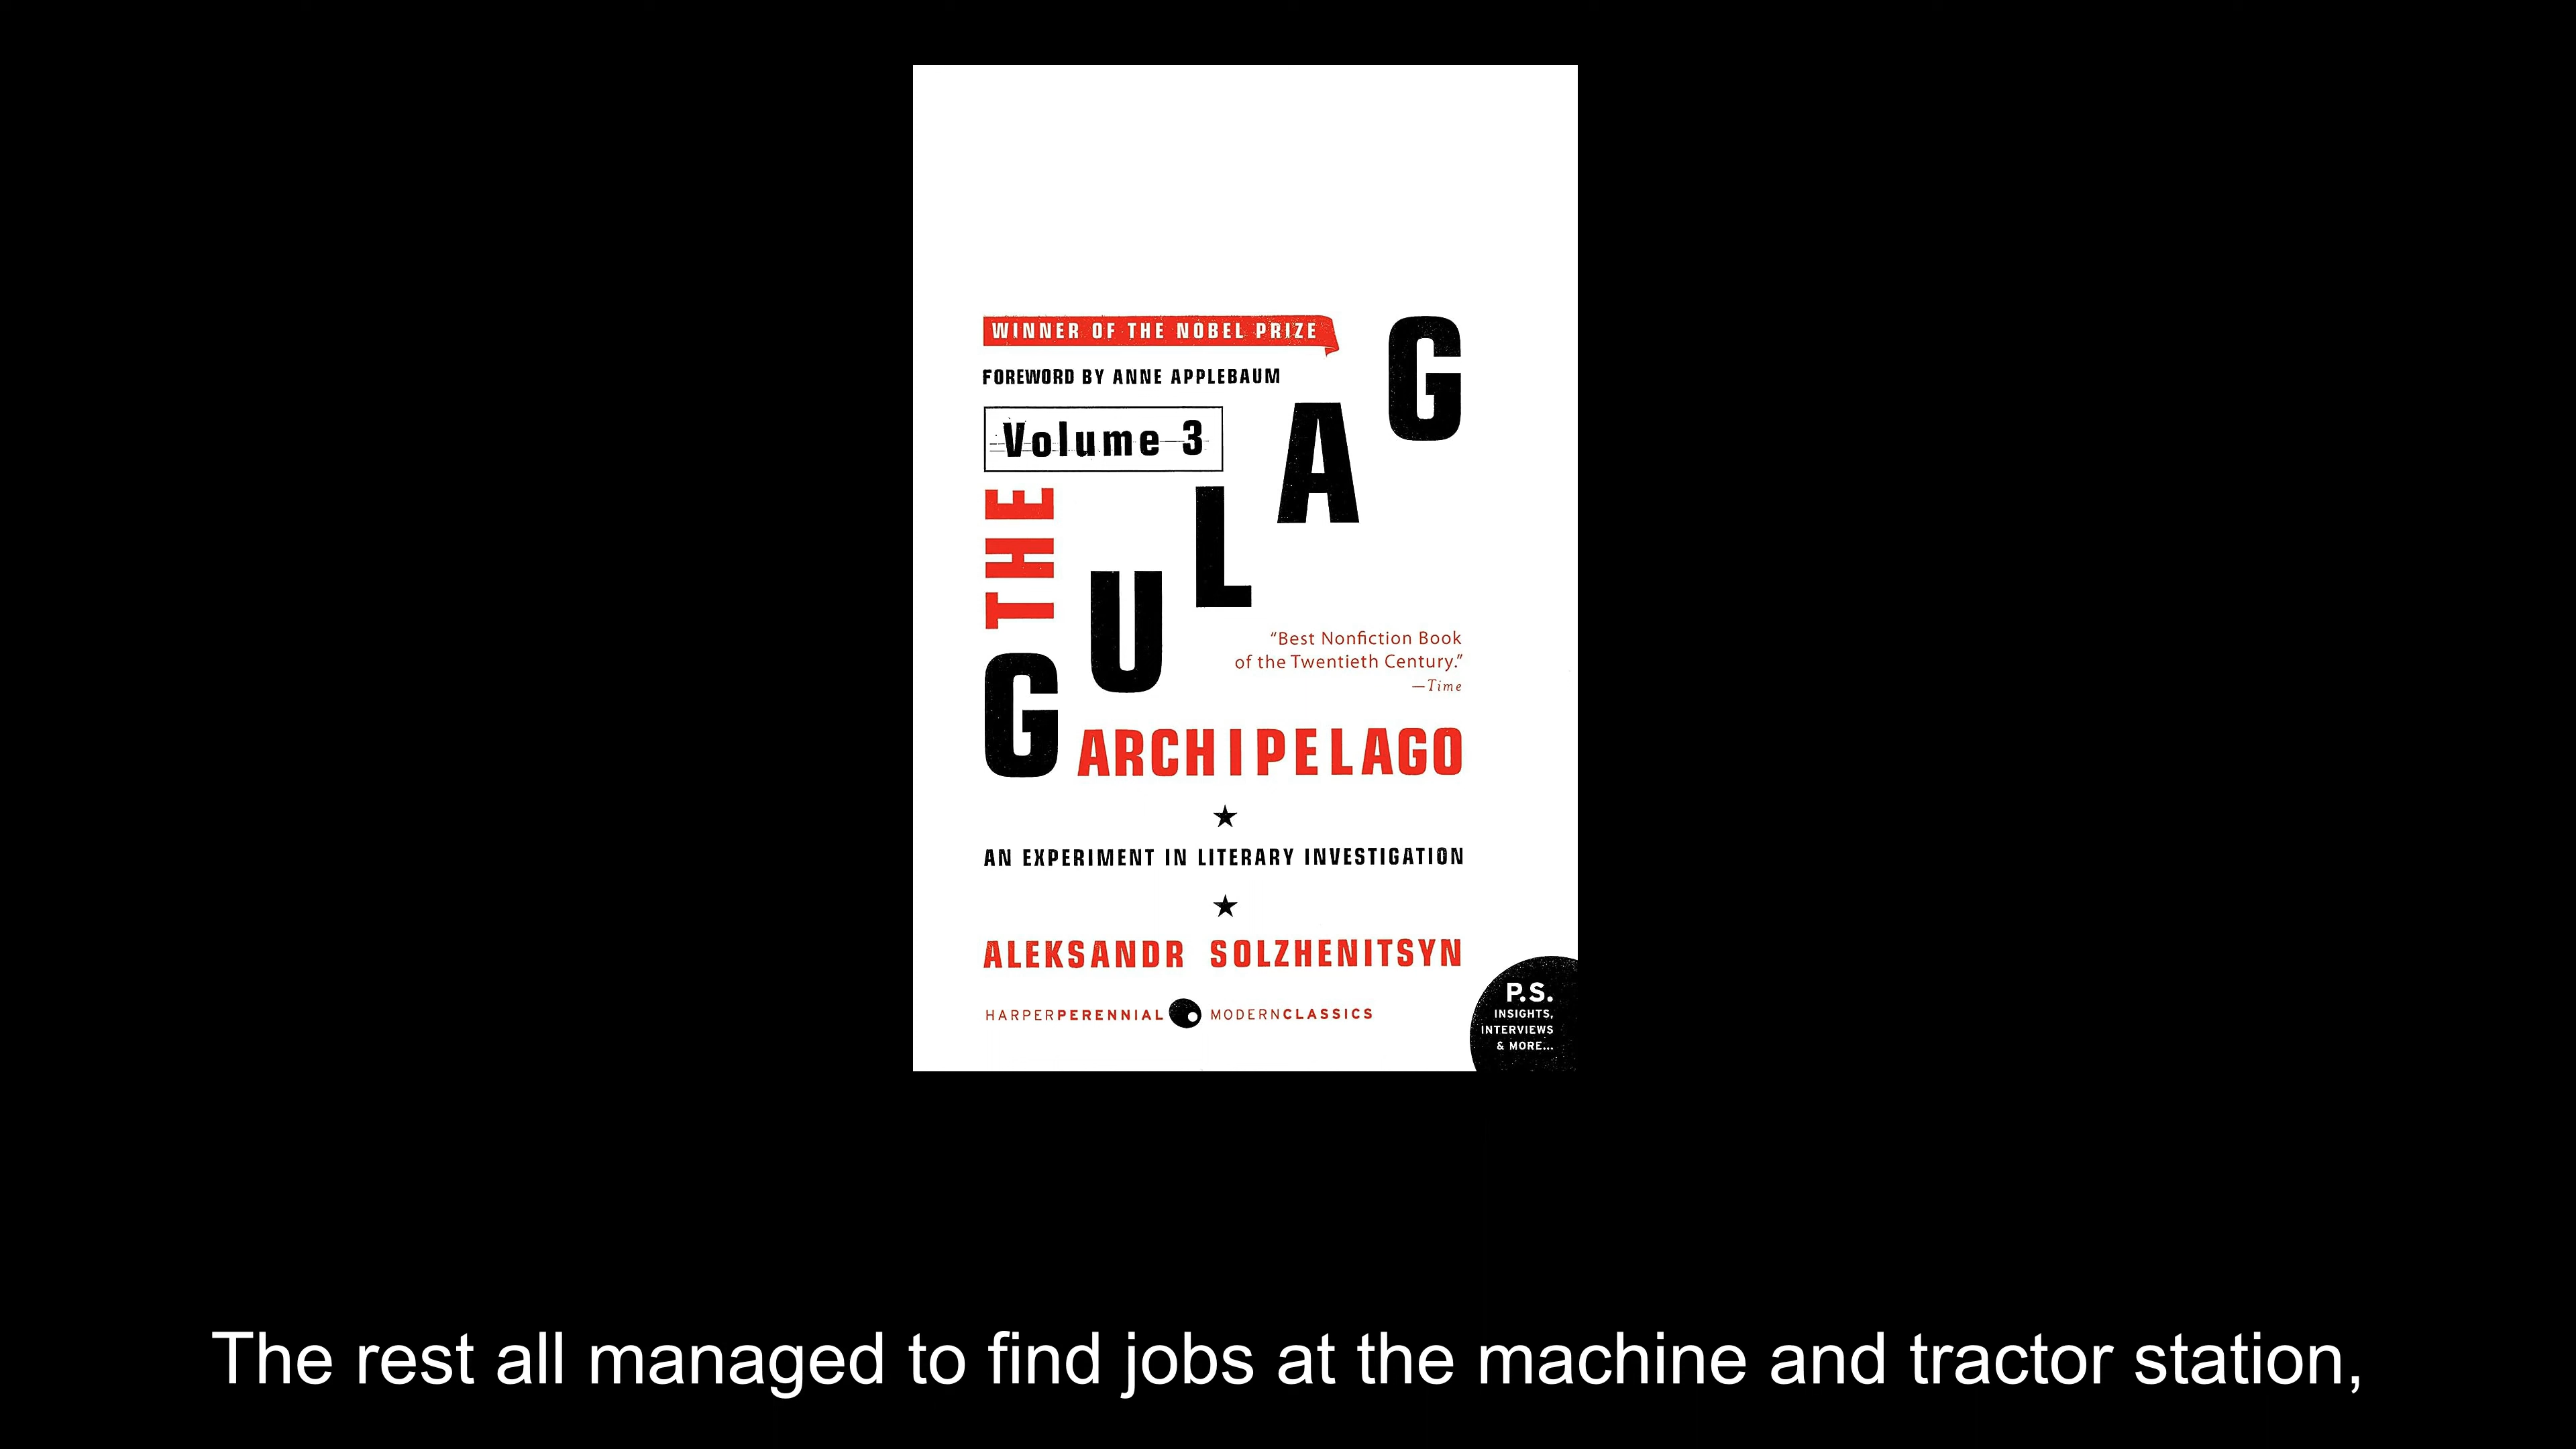 WINNER OF THE NOBEL PRIZE
FOREWORD BY ANNE APPLEBAUM
Volume 3
THE
GULAG
ARCHIPELAGO
“Best Nonfiction Book
of the Twentieth Century.”
—Time
AN EXPERIMENT IN LITERARY INVESTIGATION
ALEKSANDR SOLZHENITSYN
HARPERPERENNIAL MODERNCLASSICS
P.S.
INSIGHTS,
INTERVIEWS
& MORE...
The rest all managed to find jobs at the machine and tractor station,